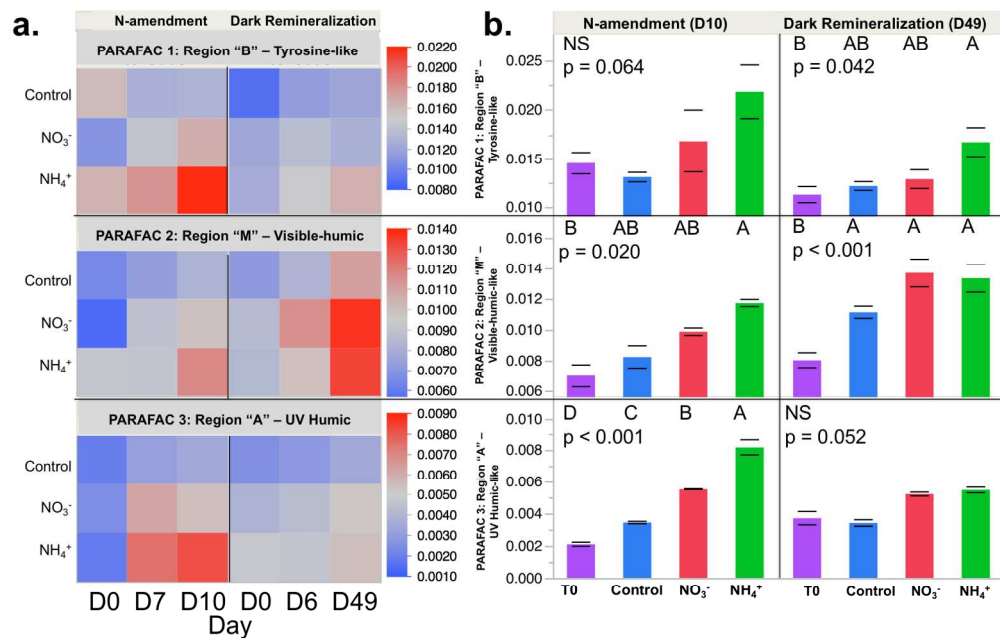 a.
N-amendment Dark Remineralization
PARAFAC 1: Region “B” – Tyrosine-like
Control
NO₃⁻
NH₄⁺
0.0220
0.0200
0.0180
0.0160
0.0140
0.0120
0.0100
0.0080
PARAFAC 2: Region “M” – Visible-humic
Control
NO₃⁻
NH₄⁺
0.0140
0.0130
0.0120
0.0110
0.0100
0.0090
0.0080
0.0070
0.0060
PARAFAC 3: Region “A” – UV Humic
Control
NO₃⁻
NH₄⁺
0.0090
0.0080
0.0070
0.0060
0.0050
0.0040
0.0030
0.0020
0.0010
D0 D7 D10 D0 D6 D49
Day
b.
N-amendment (D10) Dark Remineralization (D49)
PARAFAC 1: Region “B” –
Tyrosine-like
0.025
0.020
0.015
0.010
NS
p = 0.064
B AB AB A
p = 0.042
PARAFAC 2: Region “M” –
Visible-humic-like
0.016
0.014
0.012
0.010
0.008
0.006
B AB AB A
p = 0.020
B A A A
p < 0.001
PARAFAC 3: Region “A” –
UV Humic-like
0.010
0.008
0.006
0.004
0.002
0.000
D C B A
p < 0.001
NS
p = 0.052
T0 Control NO₃⁻ NH₄⁺ T0 Control NO₃⁻ NH₄⁺